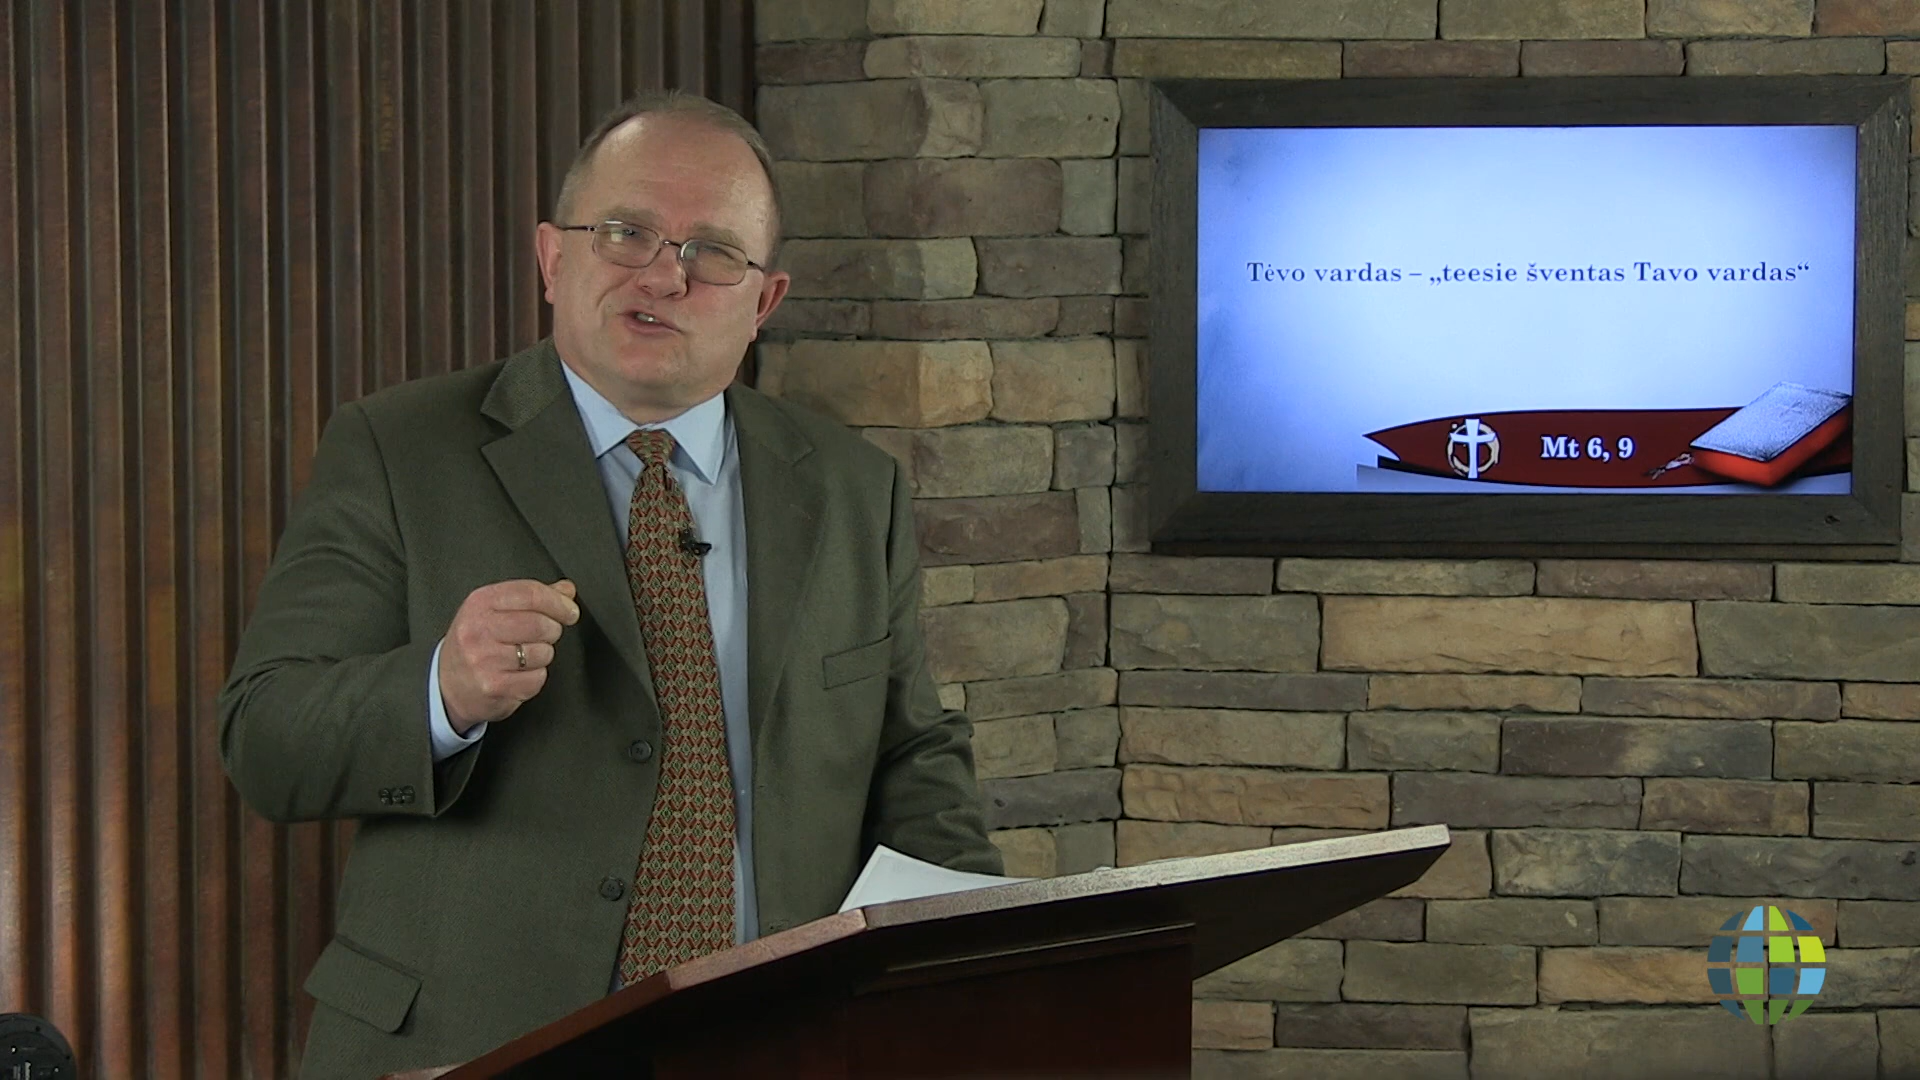 Tėvo vardas – „teesie šventas Tavo vardas“
Mt 6, 9